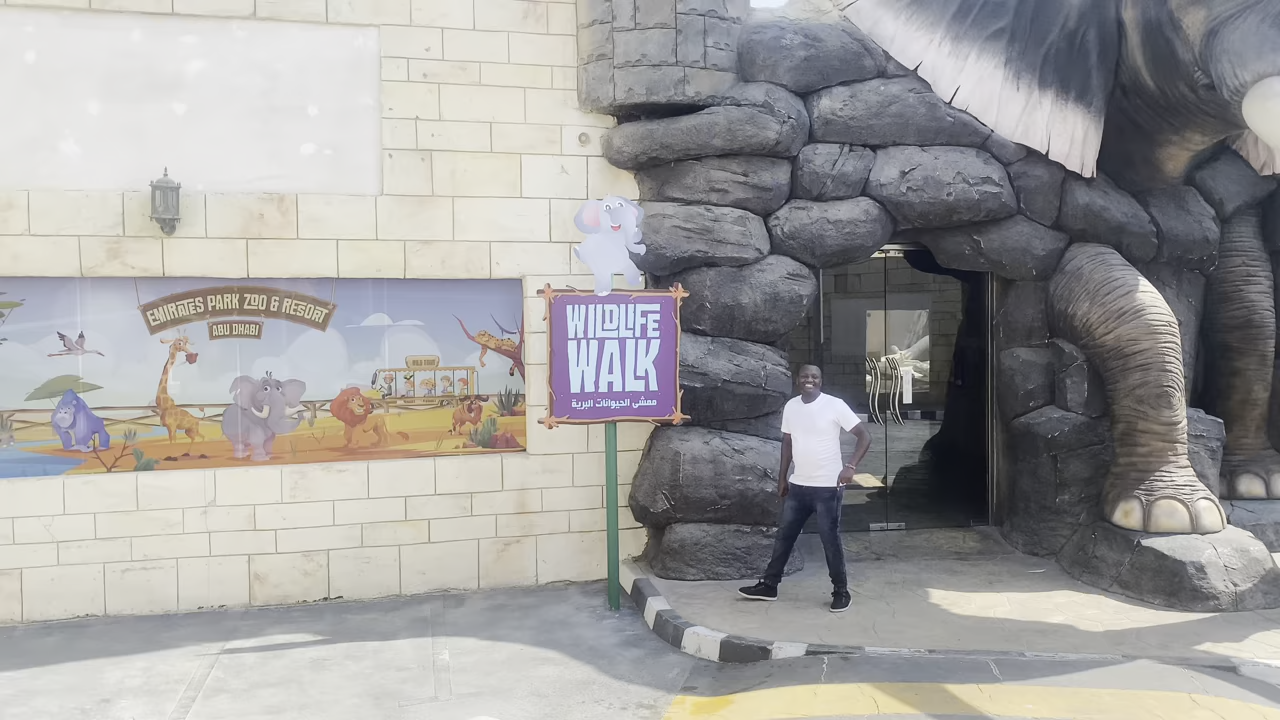 EMIRATES PARK ZOO & RESORT
ABU DHABI
WILDLIFE
WALK
ممشى الحيوانات البرية